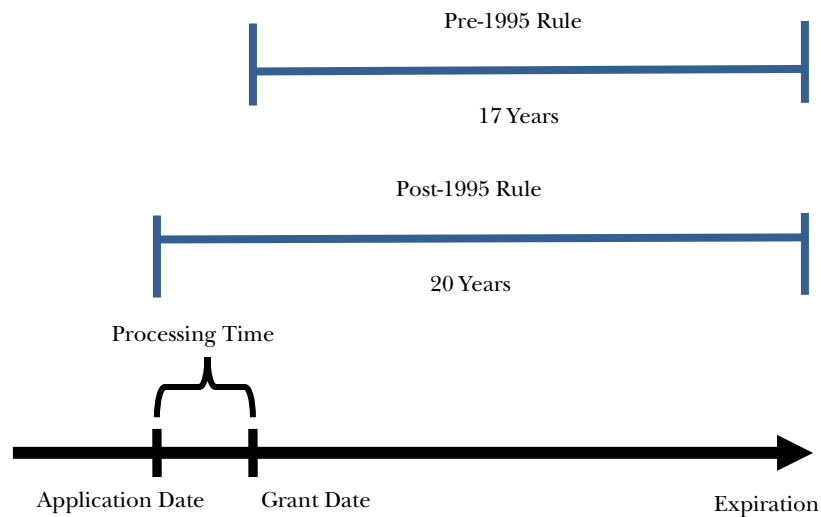 Pre-1995 Rule
17 Years
Post-1995 Rule
20 Years
Processing Time
Application Date
Grant Date
Expiration